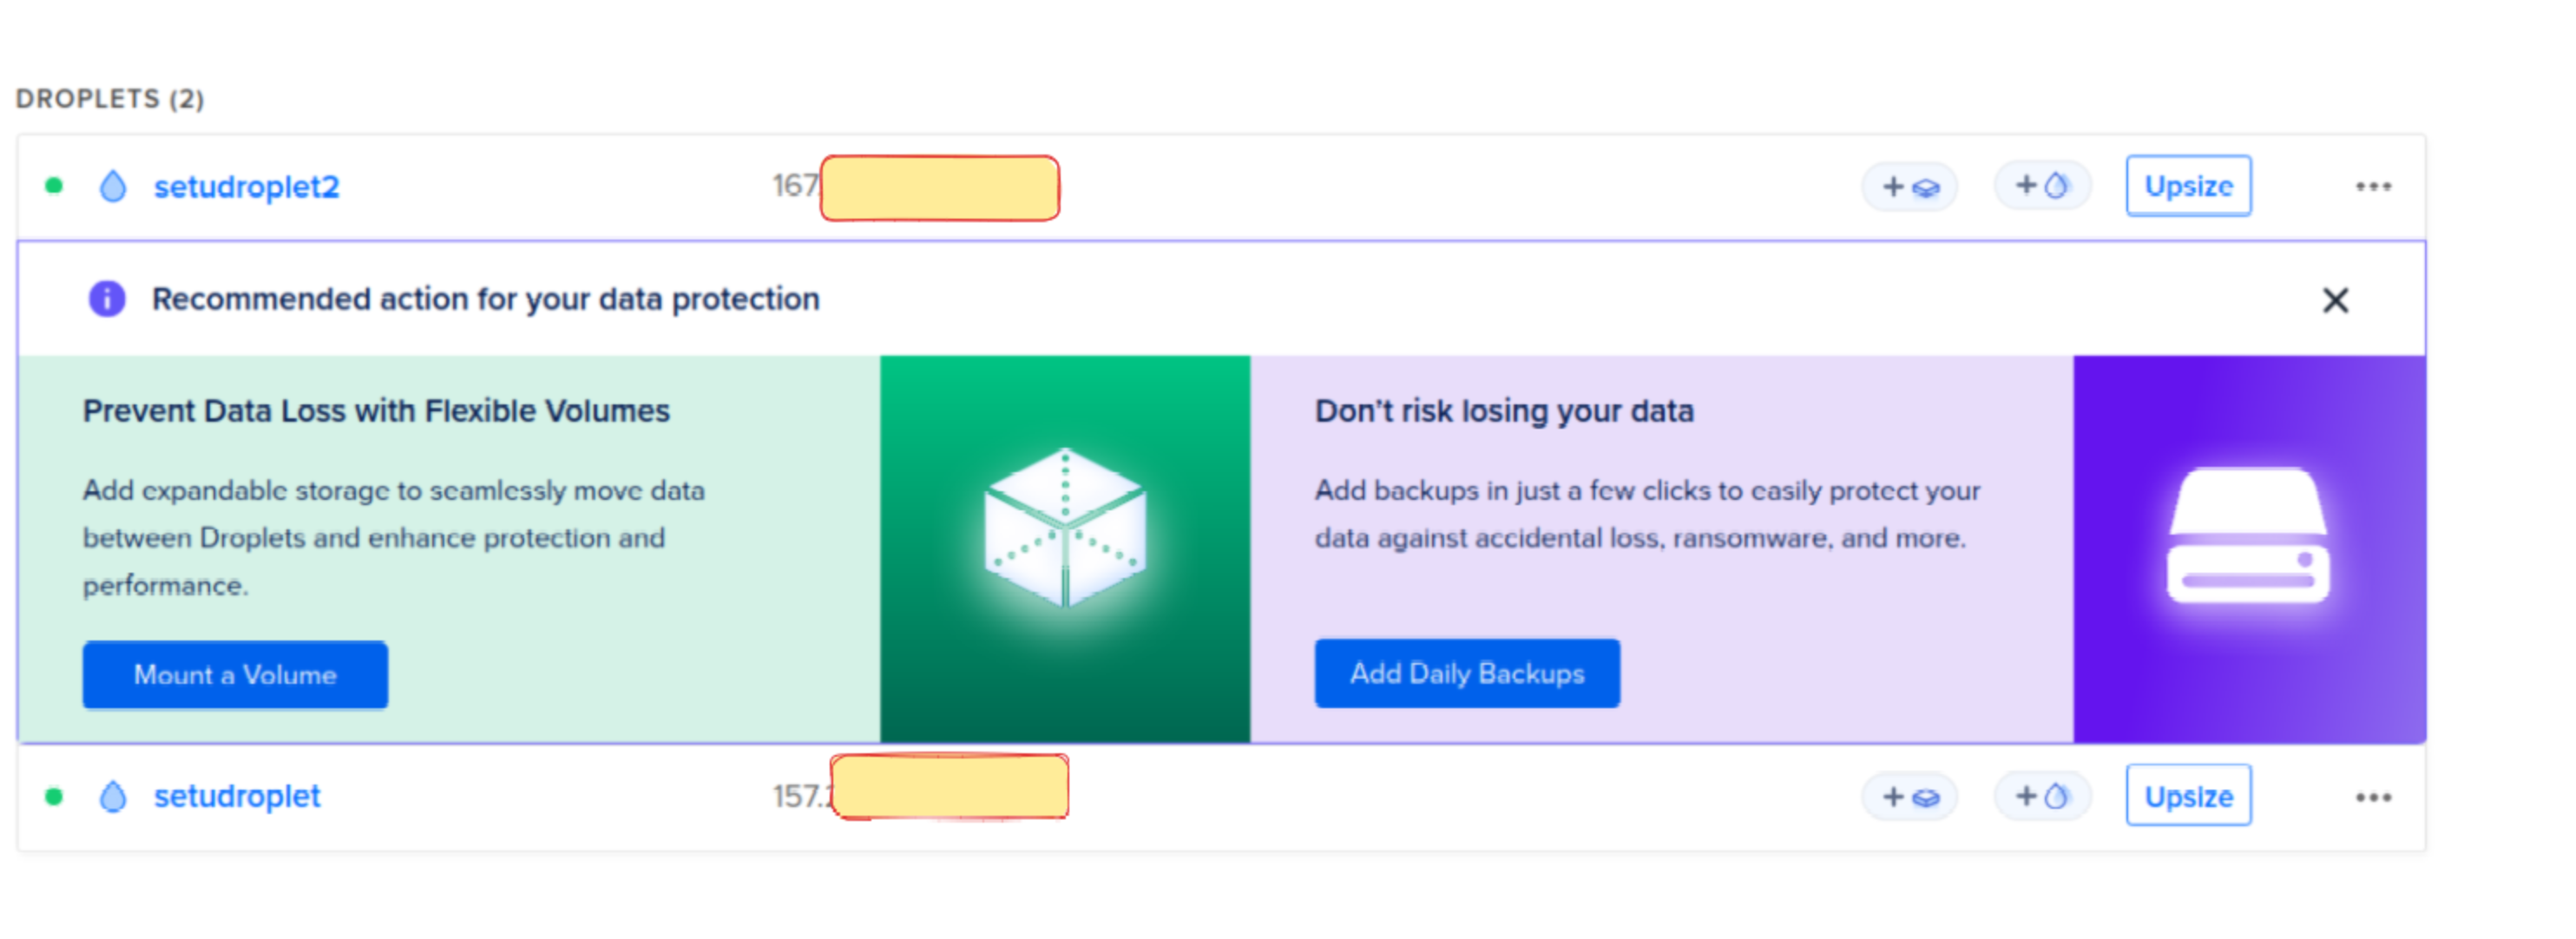 DROPLETS (2)
setudroplet2
167.
Upsize
Recommended action for your data protection
Prevent Data Loss with Flexible Volumes
Add expandable storage to seamlessly move data
between Droplets and enhance protection and
performance.
Mount a Volume
Don't risk losing your data
Add backups in just a few clicks to easily protect your
data against accidental loss, ransomware, and more.
Add Daily Backups
setudroplet
157.2
Upsize